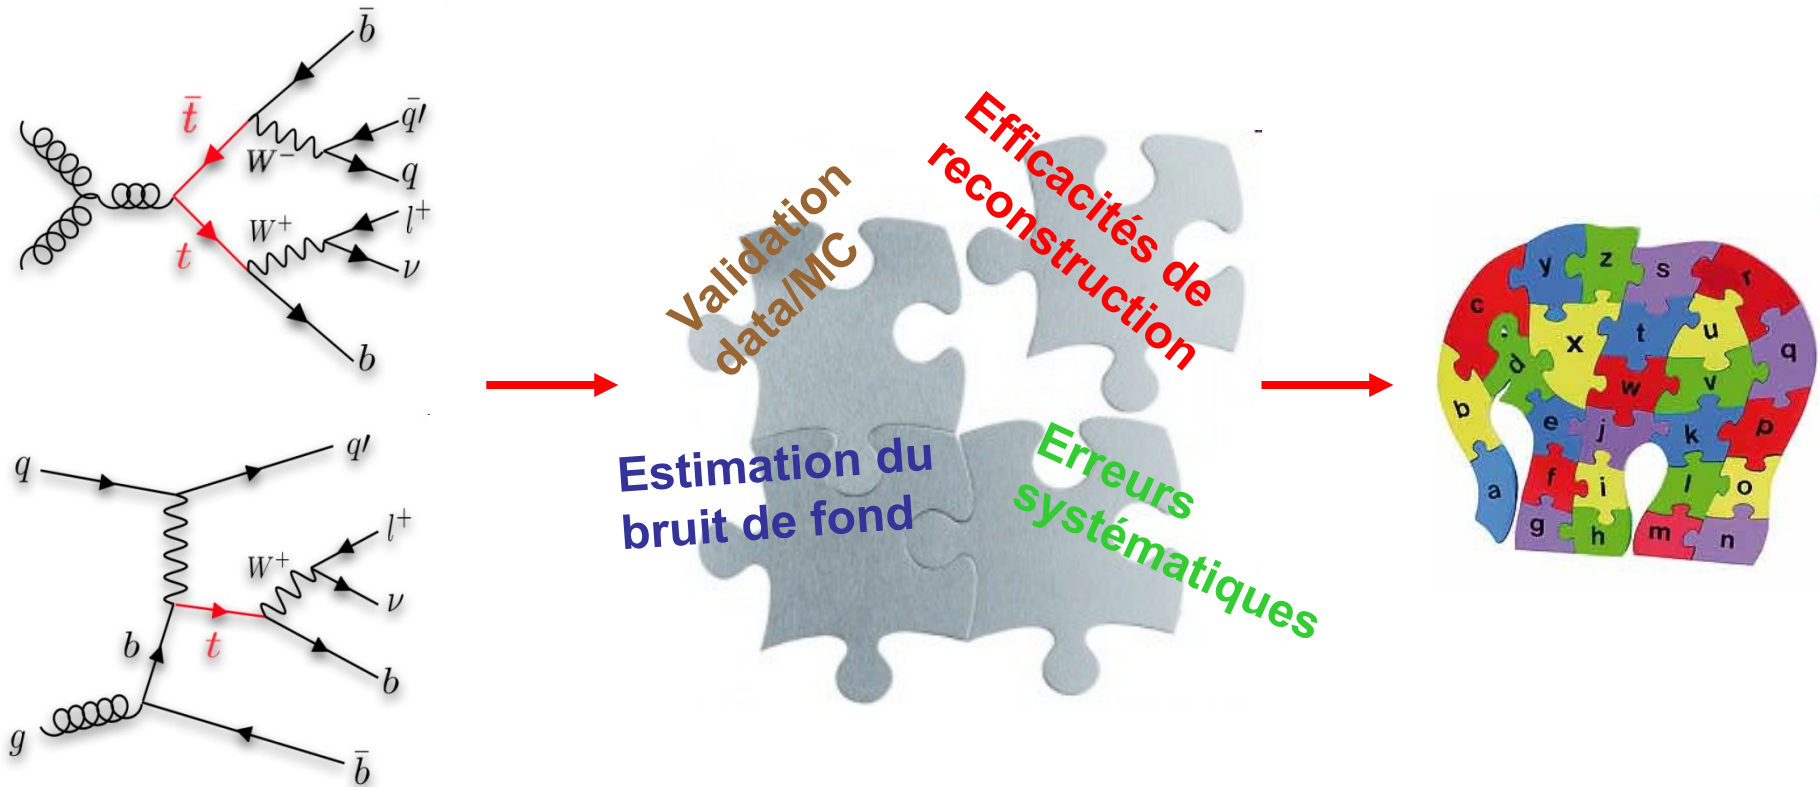 b̄
t̄
W⁻
q̄′
q
W⁺
l⁺
t
ν
b
q
q′
l⁺
W⁺
ν
b
t
b
g
b̄
Validation
data/MC
Efficacités de
reconstruction
Estimation du
bruit de fond
Erreurs
systématiques
y
z
s
r
c
x
t
u
q
d
w
v
b
e
j
k
p
a
f
i
l
o
g
h
m
n